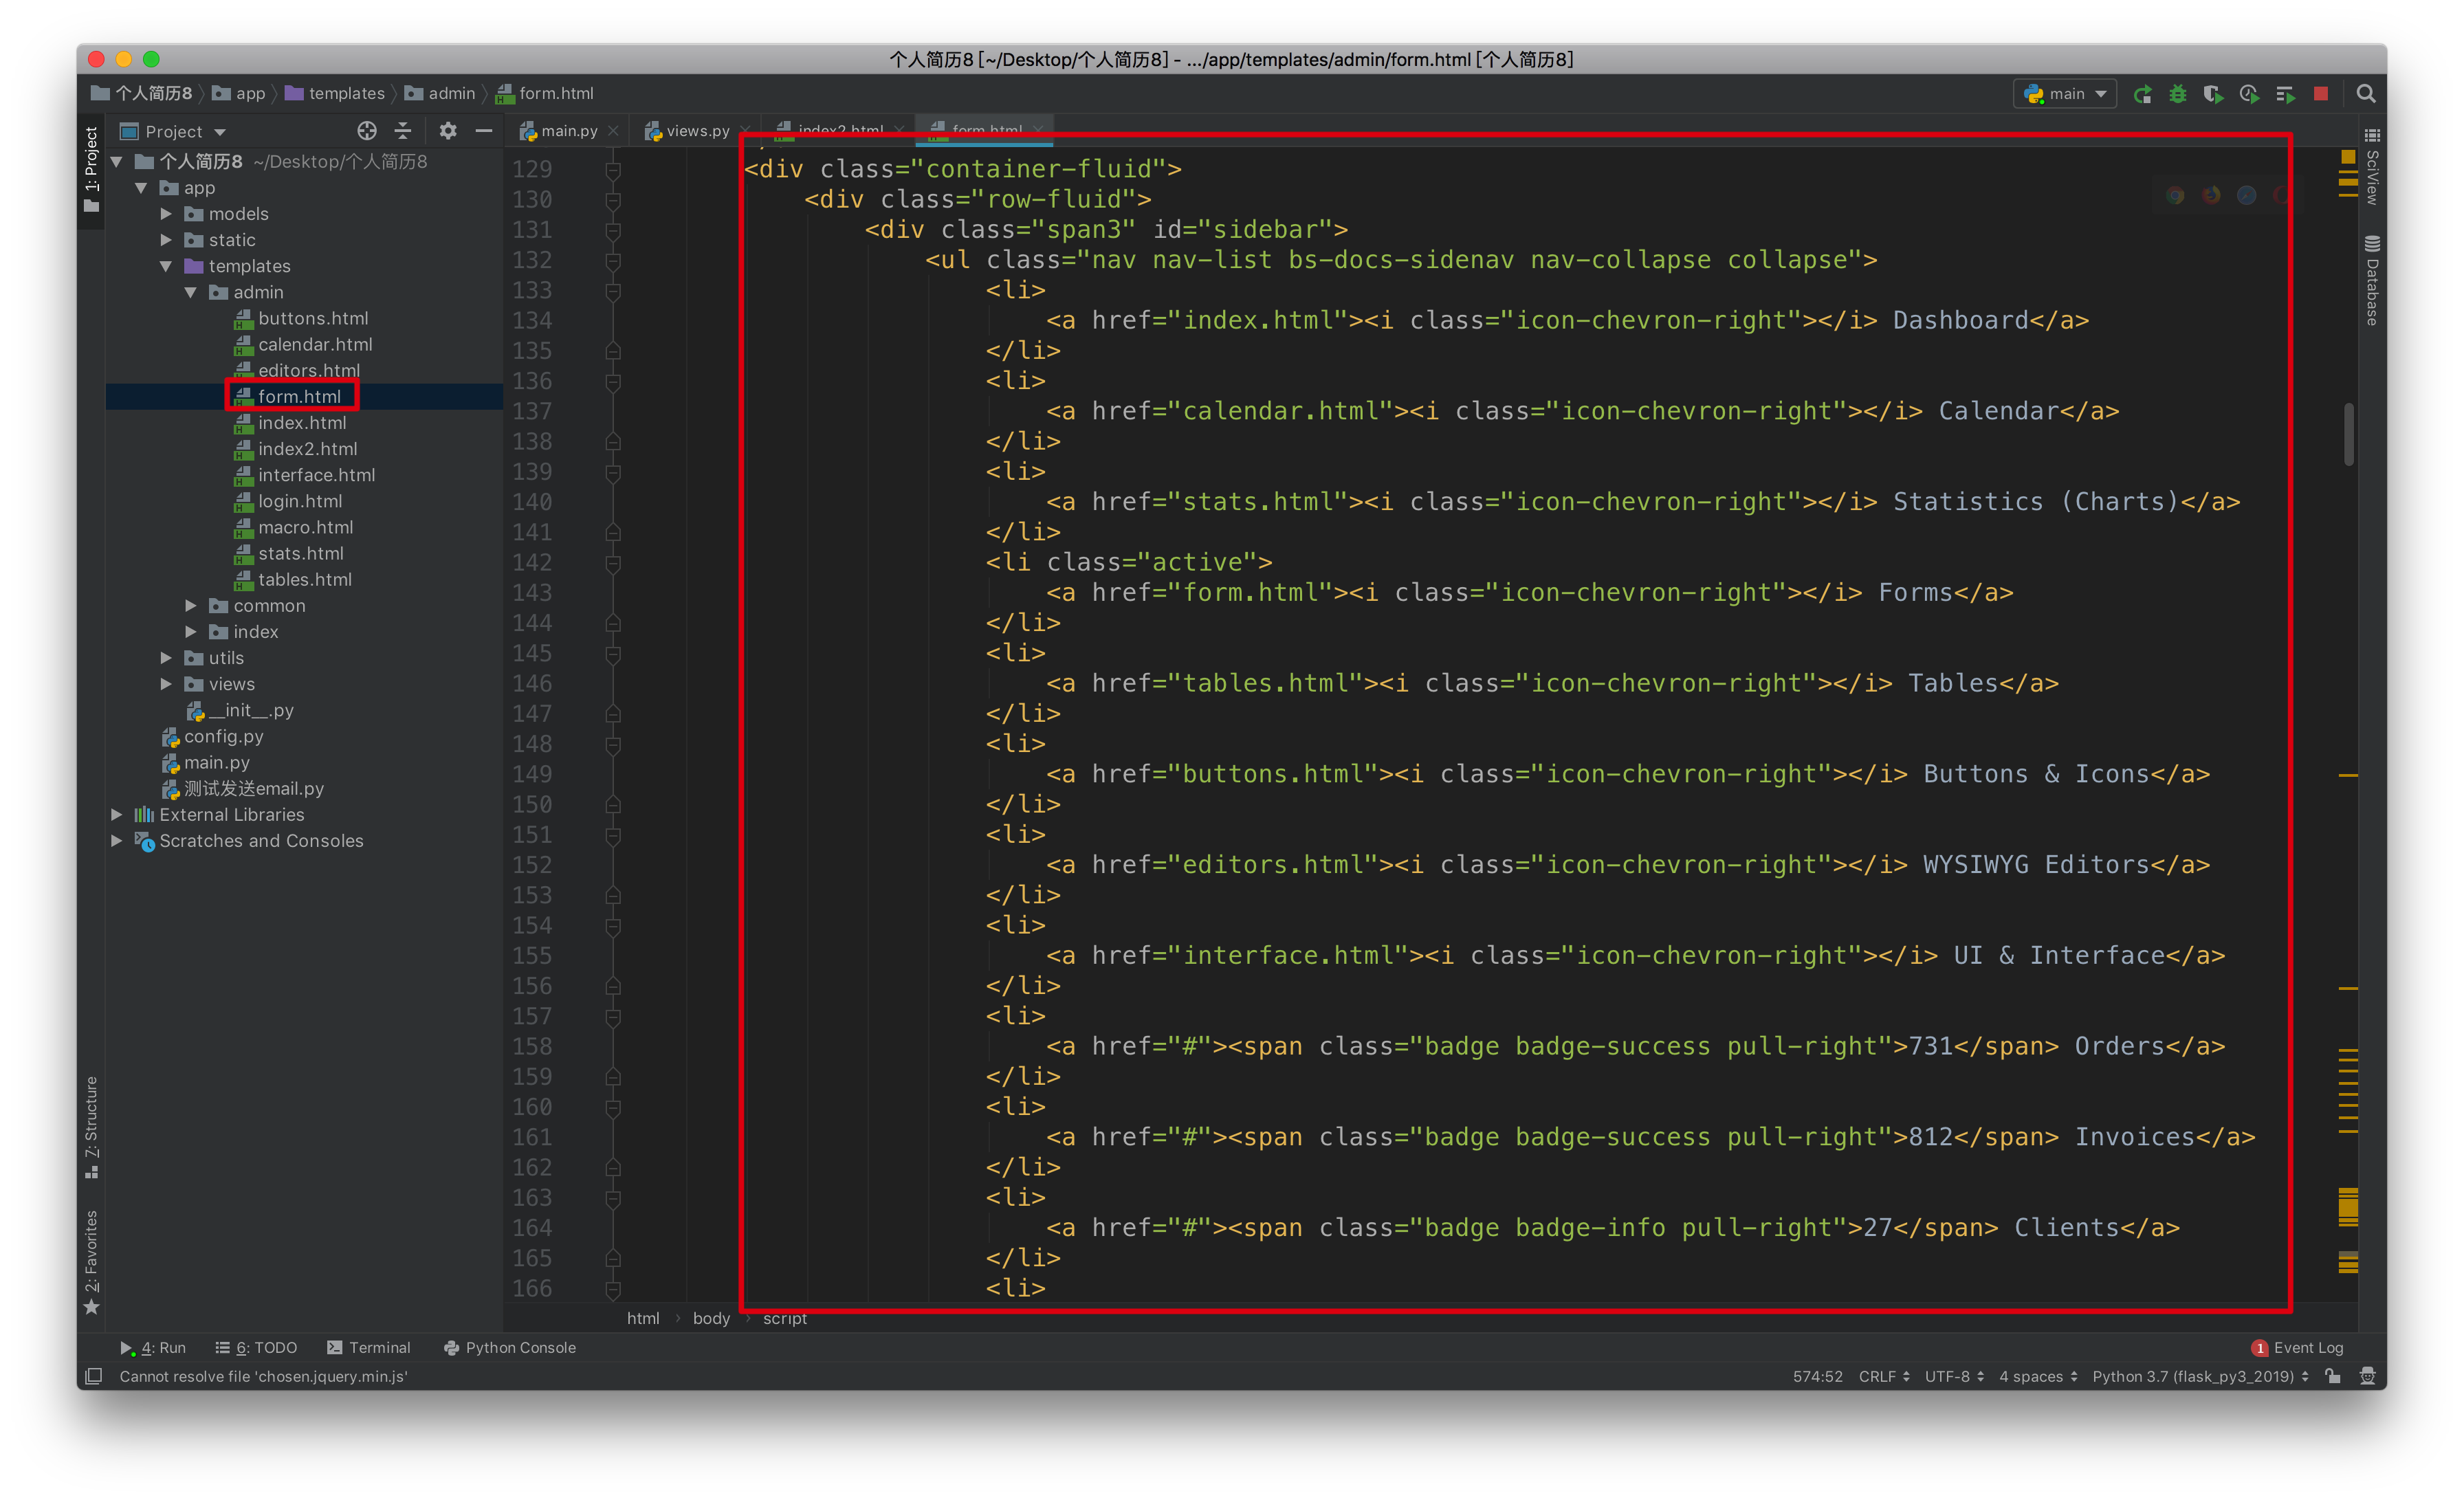 个人简历8 [~/Desktop/个人简历8] - .../app/templates/admin/form.html [个人简历8]
个人简历8 app templates admin form.html main
1: Project
Project
main.py views.py index2.html form.html
个人简历8 ~/Desktop/个人简历8
app
models
static
templates
admin
buttons.html
calendar.html
editors.html
form.html
index.html
index2.html
interface.html
login.html
macro.html
stats.html
tables.html
common
index
utils
views
__init__.py
config.py
main.py
测试发送email.py
External Libraries
Scratches and Consoles
7: Structure
2: Favorites
129 <div class="container-fluid">
130 <div class="row-fluid">
131 <div class="span3" id="sidebar">
132 <ul class="nav nav-list bs-docs-sidenav nav-collapse collapse">
133 <li>
134 <a href="index.html"><i class="icon-chevron-right"></i> Dashboard</a>
135 </li>
136 <li>
137 <a href="calendar.html"><i class="icon-chevron-right"></i> Calendar</a>
138 </li>
139 <li>
140 <a href="stats.html"><i class="icon-chevron-right"></i> Statistics (Charts)</a>
141 </li>
142 <li class="active">
143 <a href="form.html"><i class="icon-chevron-right"></i> Forms</a>
144 </li>
145 <li>
146 <a href="tables.html"><i class="icon-chevron-right"></i> Tables</a>
147 </li>
148 <li>
149 <a href="buttons.html"><i class="icon-chevron-right"></i> Buttons & Icons</a>
150 </li>
151 <li>
152 <a href="editors.html"><i class="icon-chevron-right"></i> WYSIWYG Editors</a>
153 </li>
154 <li>
155 <a href="interface.html"><i class="icon-chevron-right"></i> UI & Interface</a>
156 </li>
157 <li>
158 <a href="#"><span class="badge badge-success pull-right">731</span> Orders</a>
159 </li>
160 <li>
161 <a href="#"><span class="badge badge-success pull-right">812</span> Invoices</a>
162 </li>
163 <li>
164 <a href="#"><span class="badge badge-info pull-right">27</span> Clients</a>
165 </li>
166 <li>
SciView
Database
html body script
4: Run 6: TODO Terminal Python Console 1 Event Log
Cannot resolve file 'chosen.jquery.min.js' 574:52 CRLF UTF-8 4 spaces Python 3.7 (flask_py3_2019)